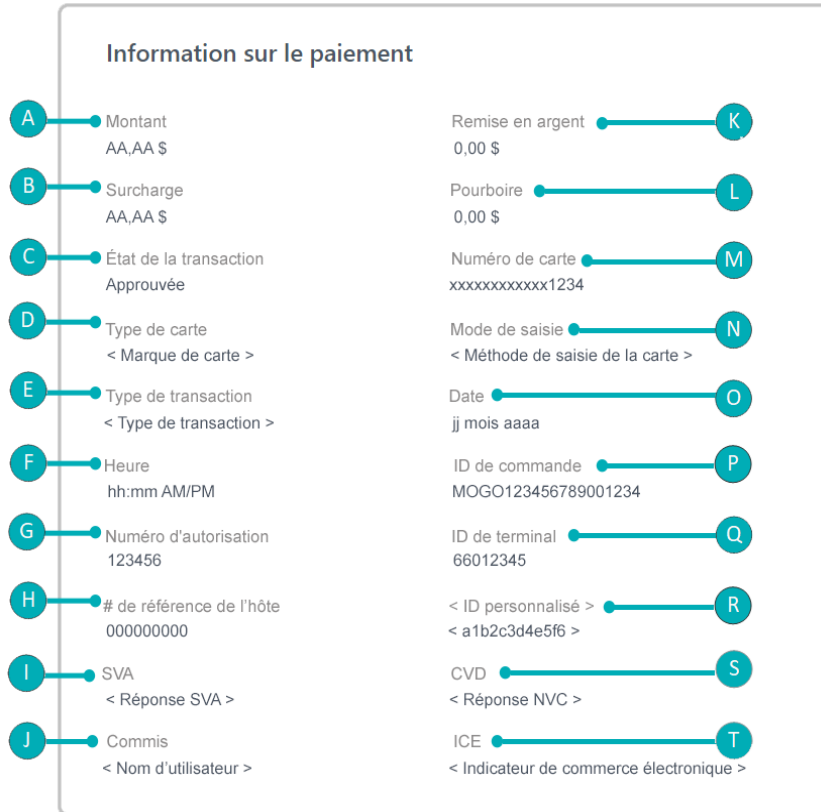 Information sur le paiement
A Montant Remise en argent K
AA,AA $ 0,00 $
B Surcharge Pourboire L
AA,AA $ 0,00 $
C État de la transaction Numéro de carte M
Approuvée xxxxxxxxxxxx1234
D Type de carte Mode de saisie N
< Marque de carte > < Méthode de saisie de la carte >
E Type de transaction Date O
< Type de transaction > jj mois aaaa
F Heure ID de commande P
hh:mm AM/PM MOGO123456789001234
G Numéro d'autorisation ID de terminal Q
123456 66012345
H # de référence de l'hôte < ID personnalisé > R
000000000 < a1b2c3d4e5f6 >
I SVA CVD S
< Réponse SVA > < Réponse NVC >
J Commis ICE T
< Nom d'utilisateur > < Indicateur de commerce électronique >